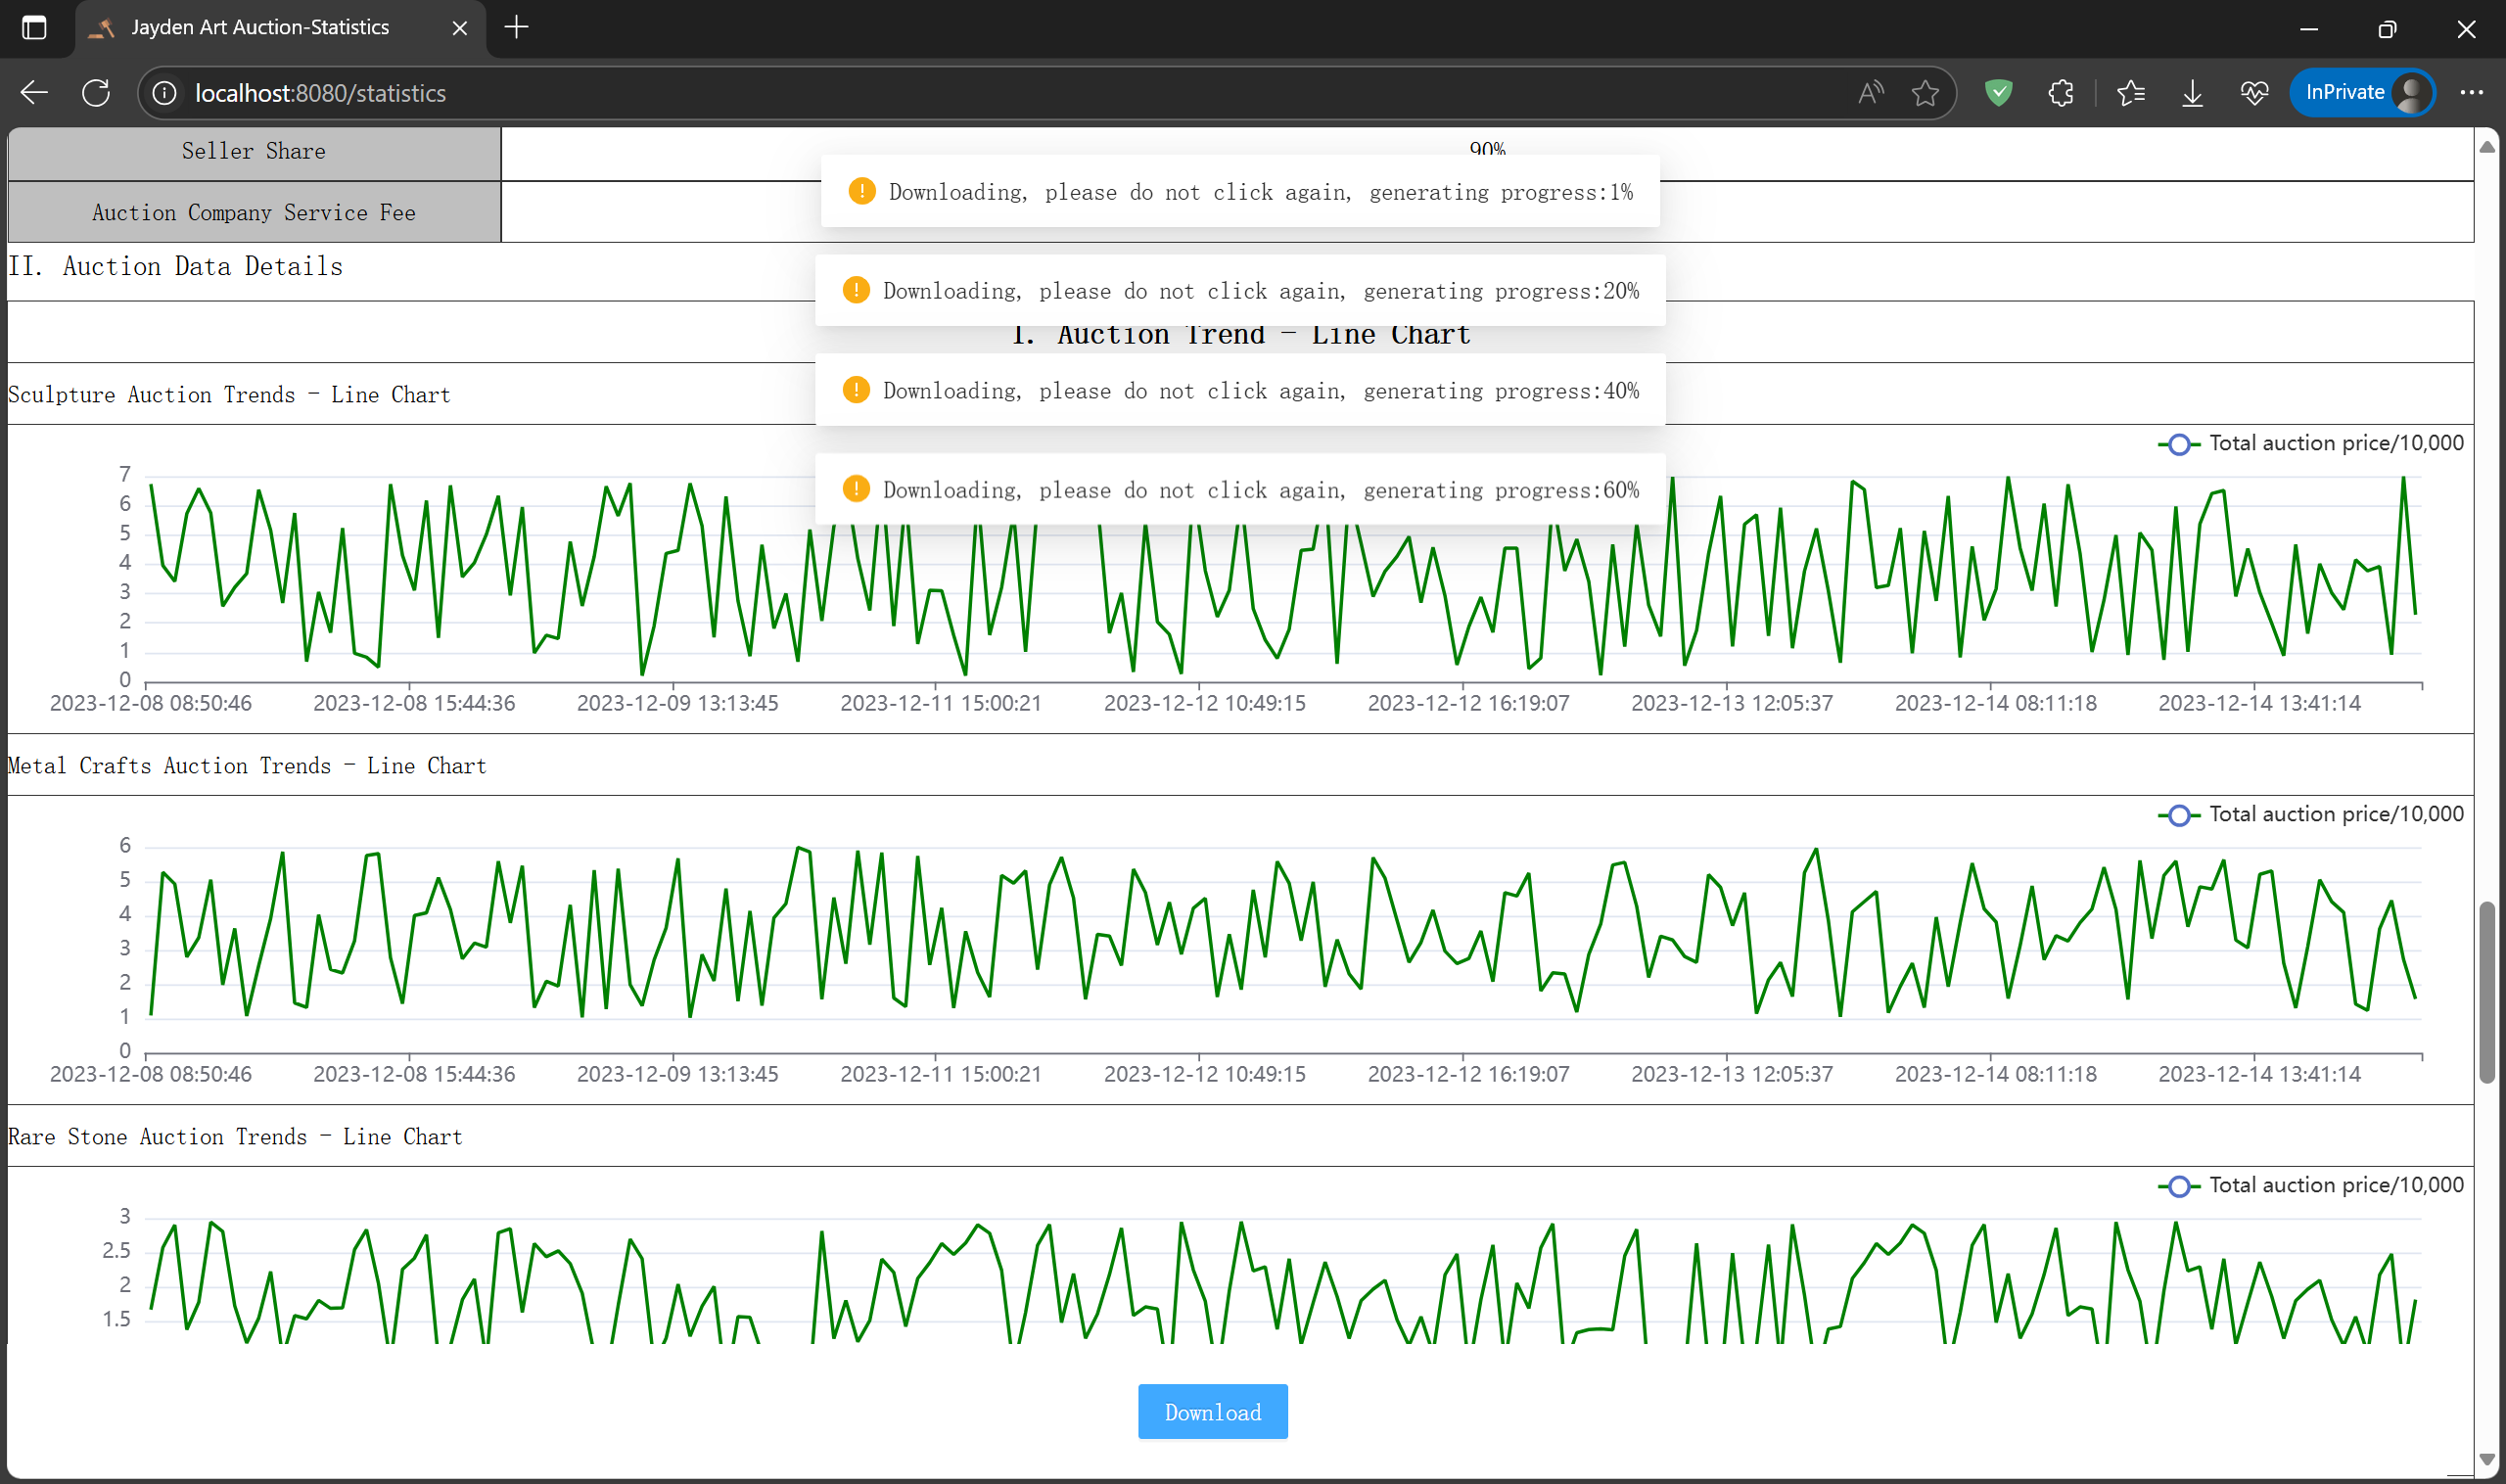 Jayden Art Auction-Statistics
localhost:8080/statistics
InPrivate
Seller Share
90%
Downloading, please do not click again, generating progress:1%
Auction Company Service Fee
II. Auction Data Details
Downloading, please do not click again, generating progress:20%
I. Auction Trend - Line Chart
Downloading, please do not click again, generating progress:40%
Sculpture Auction Trends - Line Chart
Total auction price/10,000
Downloading, please do not click again, generating progress:60%
7
6
5
4
3
2
1
0
2023-12-08 08:50:46 2023-12-08 15:44:36 2023-12-09 13:13:45 2023-12-11 15:00:21 2023-12-12 10:49:15 2023-12-12 16:19:07 2023-12-13 12:05:37 2023-12-14 08:11:18 2023-12-14 13:41:14
Metal Crafts Auction Trends - Line Chart
Total auction price/10,000
6
5
4
3
2
1
0
2023-12-08 08:50:46 2023-12-08 15:44:36 2023-12-09 13:13:45 2023-12-11 15:00:21 2023-12-12 10:49:15 2023-12-12 16:19:07 2023-12-13 12:05:37 2023-12-14 08:11:18 2023-12-14 13:41:14
Rare Stone Auction Trends - Line Chart
Total auction price/10,000
3
2.5
2
1.5
Download